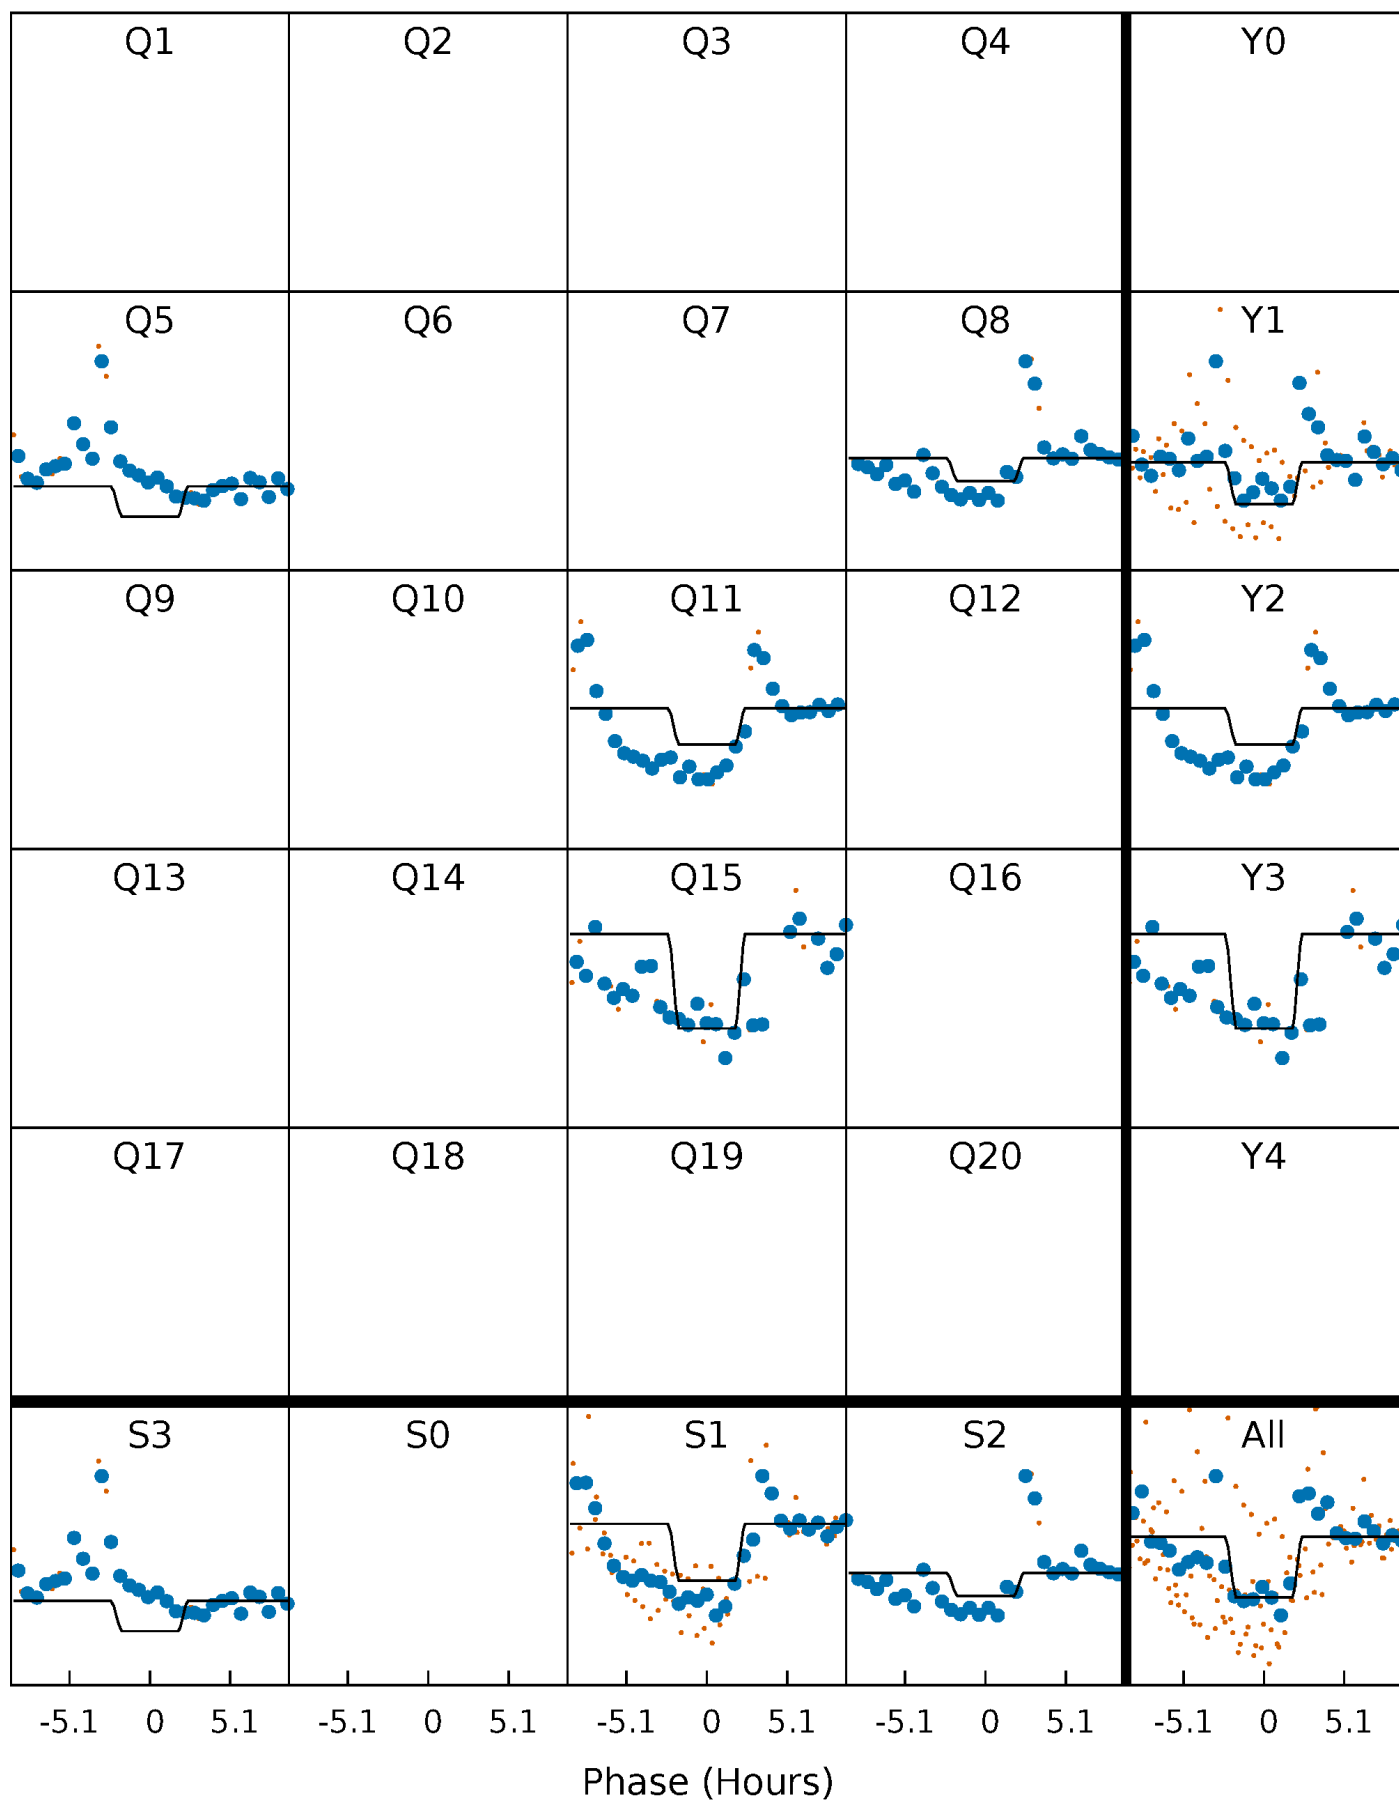 Q1 Q2 Q3 Q4 Y0
Q5 Q6 Q7 Q8 Y1
Q9 Q10 Q11 Q12 Y2
Q13 Q14 Q15 Q16 Y3
Q17 Q18 Q19 Q20 Y4
S3 S0 S1 S2 All
-5.1 0 5.1 -5.1 0 5.1 -5.1 0 5.1 -5.1 0 5.1 -5.1 0 5.1
Phase (Hours)